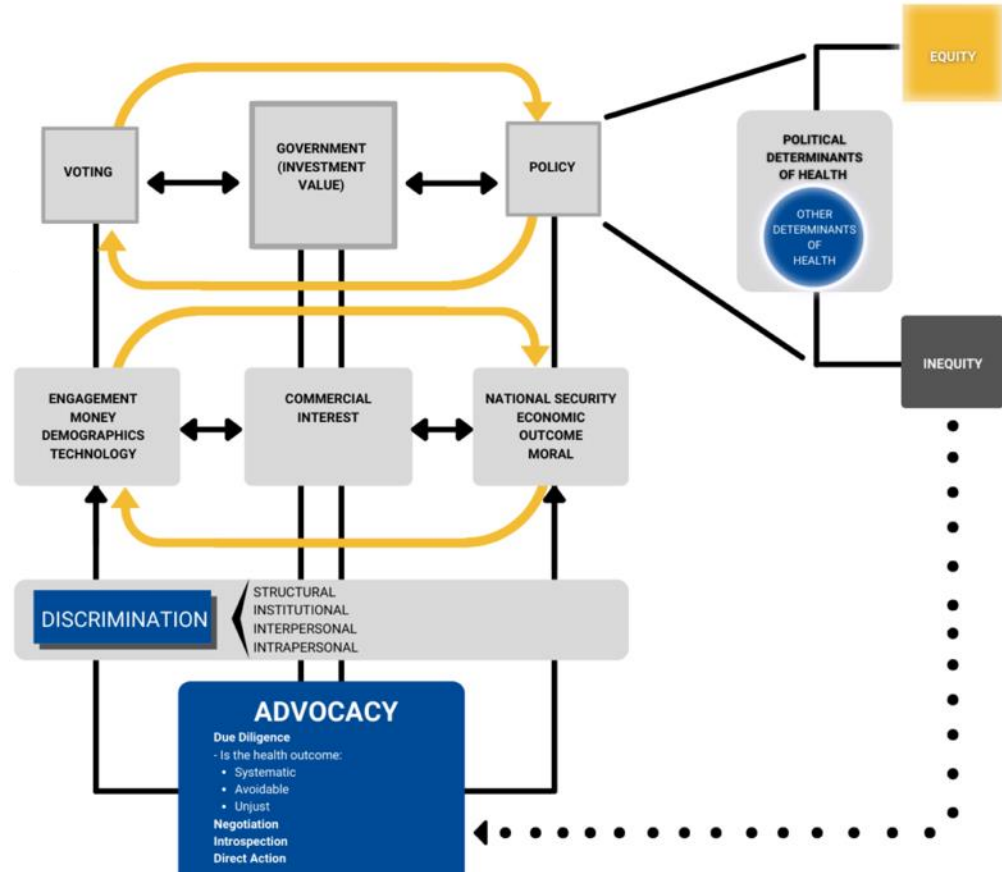 EQUITY
GOVERNMENT
(INVESTMENT
VALUE)
VOTING
POLICY
POLITICAL
DETERMINANTS
OF HEALTH
OTHER
DETERMINANTS
OF
HEALTH
INEQUITY
ENGAGEMENT
MONEY
DEMOGRAPHICS
TECHNOLOGY
COMMERCIAL
INTEREST
NATIONAL SECURITY
ECONOMIC
OUTCOME
MORAL
DISCRIMINATION
STRUCTURAL
INSTITUTIONAL
INTERPERSONAL
INTRAPERSONAL
ADVOCACY
Due Diligence
- Is the health outcome:
• Systematic
• Avoidable
• Unjust
Negotiation
Introspection
Direct Action